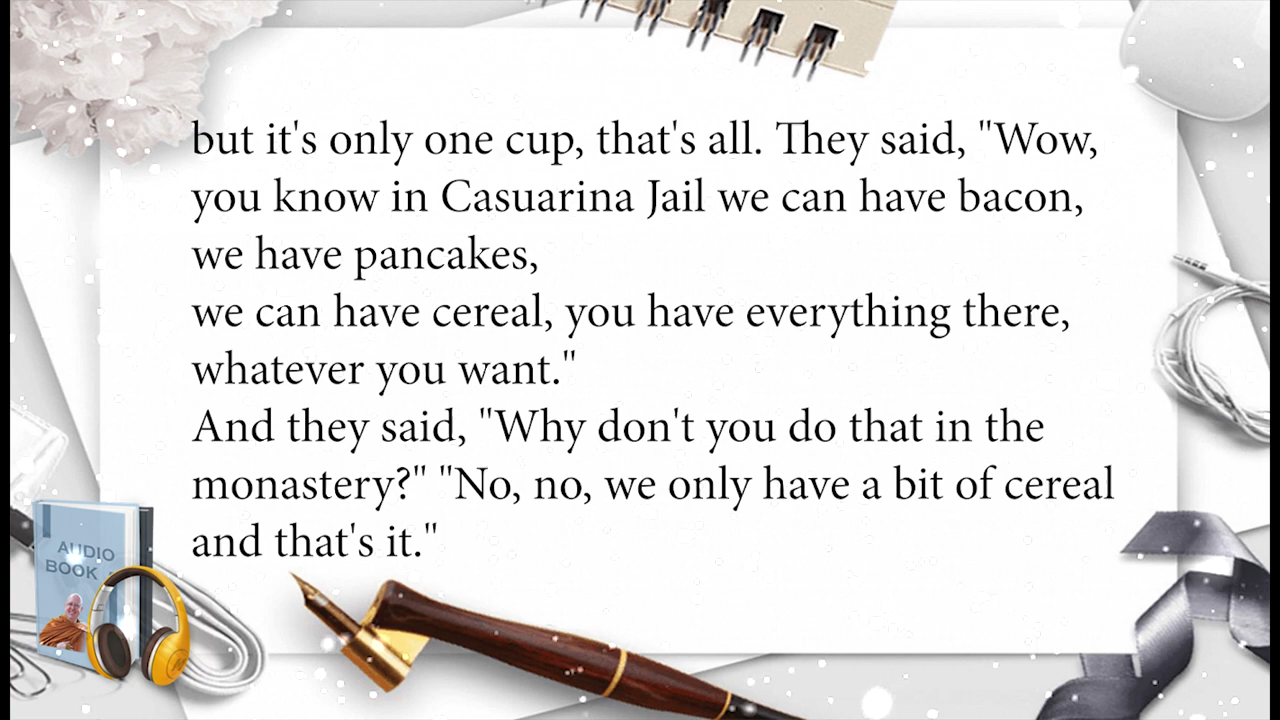 but it's only one cup, that's all. They said, "Wow,
you know in Casuarina Jail we can have bacon,
we have pancakes,
we can have cereal, you have everything there,
whatever you want."
And they said, "Why don't you do that in the
monastery?" "No, no, we only have a bit of cereal
and that's it."
AUDIO
BOOK